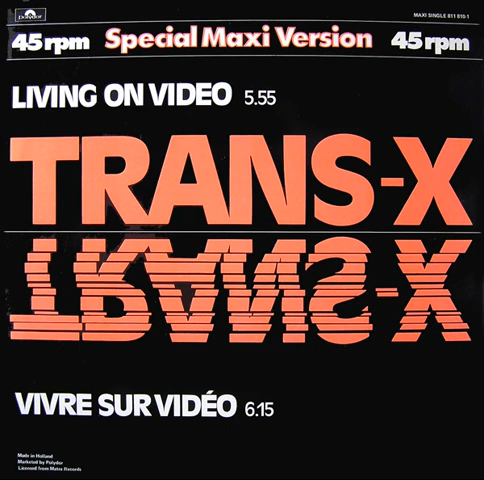 Polydor
MAXI SINGLE 811 810-1
45 rpm Special Maxi Version 45 rpm
LIVING ON VIDEO 5.55
TRANS-X
TRANS-X
VIVRE SUR VIDÉO 6.15
Made in Holland
Marketed by Polydor
Licensed from Matra Records